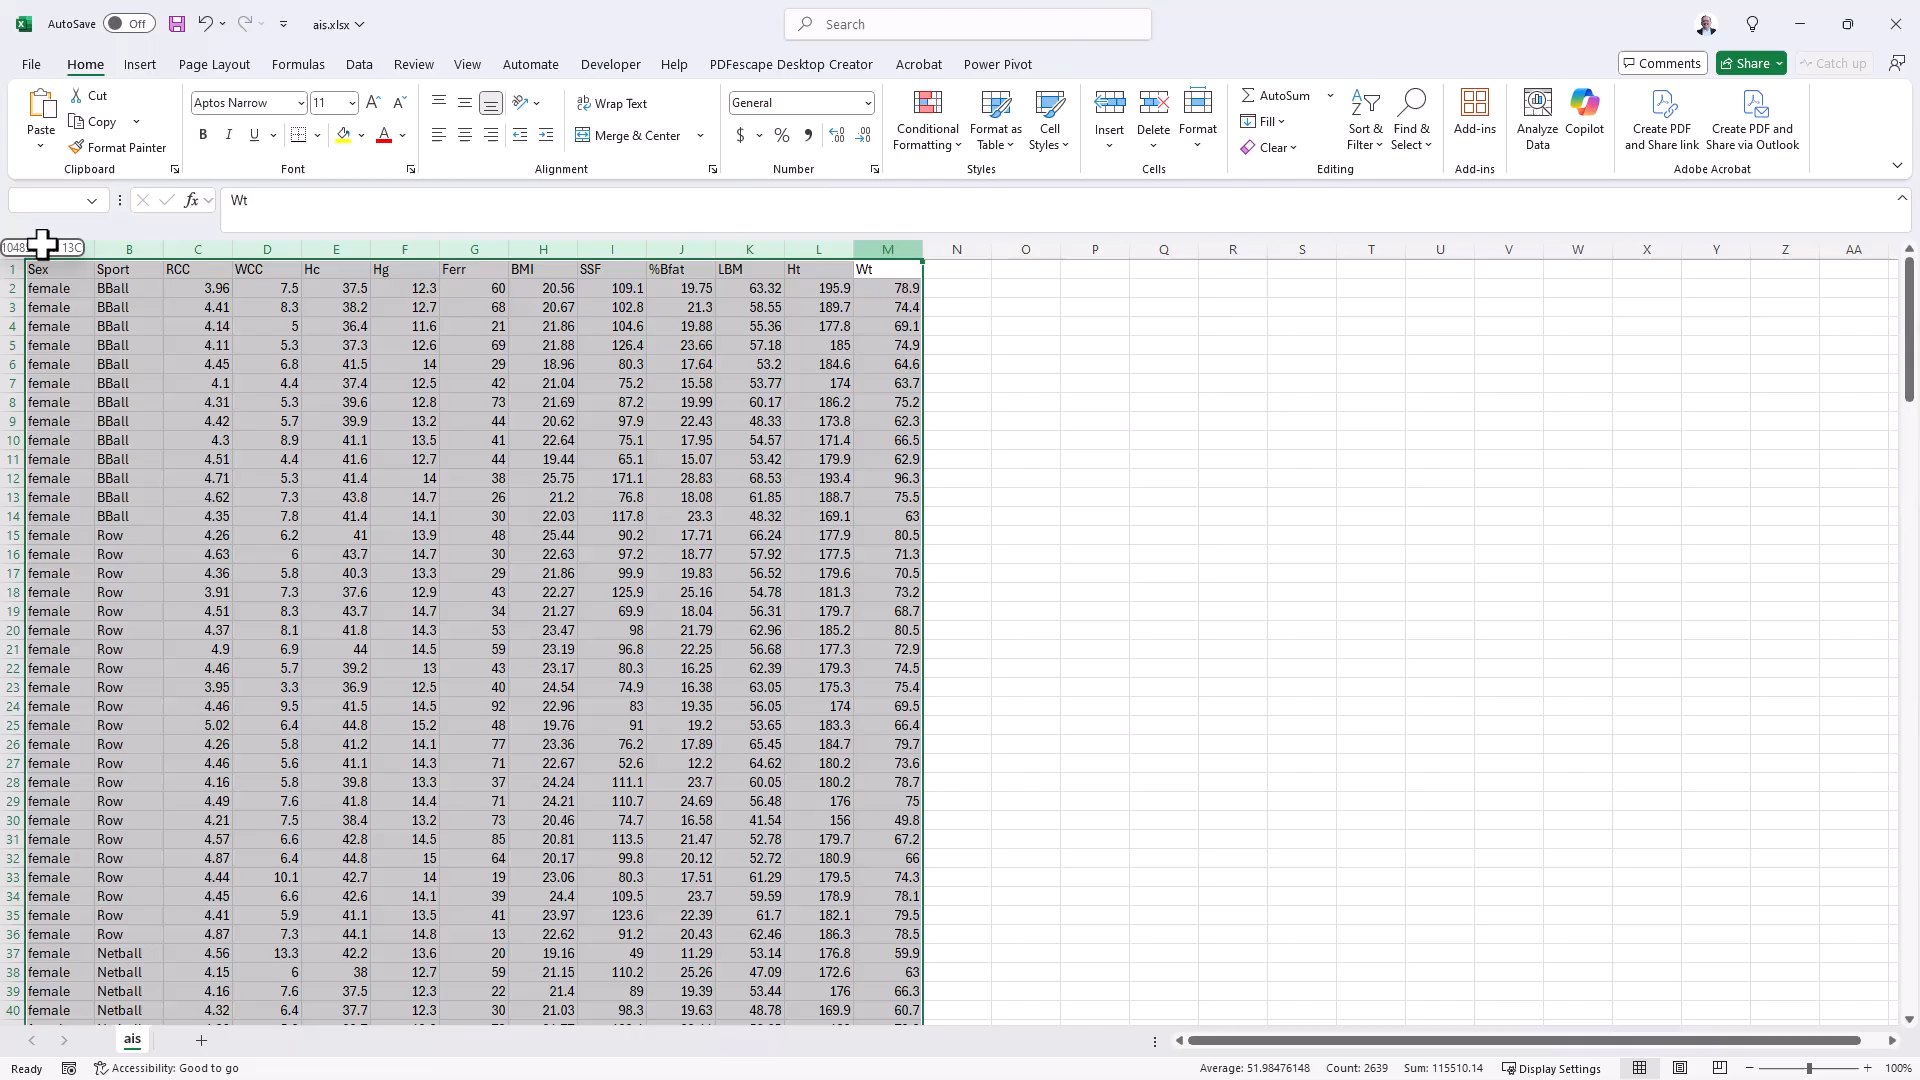 AutoSave Off ais.xlsx Search
File Home Insert Page Layout Formulas Data Review View Automate Developer Help PDFescape Desktop Creator Acrobat Power Pivot Comments Share Catch up
Paste Cut Copy Format Painter Clipboard
Aptos Narrow 11 B I U A Font
ab Wrap Text Merge & Center Alignment
General $ % Number
Conditional Formatting Format as Table Cell Styles Styles
Insert Delete Format Cells
AutoSum Fill Clear Sort & Filter Find & Select Editing
Add-ins Add-ins
Analyze Data Copilot
Create PDF and Share link Create PDF and Share via Outlook Adobe Acrobat
fx Wt
B C D E F G H I J K L M N O P Q R S T U V W X Y Z AA
1 Sex Sport RCC WCC Hc Hg Ferr BMI SSF %Bfat LBM Ht Wt
2 female BBall 3.96 7.5 37.5 12.3 60 20.56 109.1 19.75 63.32 195.9 78.9
3 female BBall 4.41 8.3 38.2 12.7 68 20.67 102.8 21.3 58.55 189.7 74.4
4 female BBall 4.14 5 36.4 11.6 21 21.86 104.6 19.88 55.36 177.8 69.1
5 female BBall 4.11 5.3 37.3 12.6 69 21.88 126.4 23.66 57.18 185 74.9
6 female BBall 4.45 6.8 41.5 14 29 18.96 80.3 17.64 53.2 184.6 64.6
7 female BBall 4.1 4.4 37.4 12.5 42 21.04 75.2 15.58 53.77 174 63.7
8 female BBall 4.31 5.3 39.6 12.8 73 21.69 87.2 19.99 60.17 186.2 75.2
9 female BBall 4.42 5.7 39.9 13.2 44 20.62 97.9 22.43 48.33 173.8 62.3
10 female BBall 4.3 8.9 41.1 13.5 41 22.64 75.1 17.95 54.57 171.4 66.5
11 female BBall 4.51 4.4 41.6 12.7 44 19.44 65.1 15.07 53.42 179.9 62.9
12 female BBall 4.71 5.3 41.4 14 38 25.75 171.1 28.83 68.53 193.4 96.3
13 female BBall 4.62 7.3 43.8 14.7 26 21.2 76.8 18.08 61.85 188.7 75.5
14 female BBall 4.35 7.8 41.4 14.1 30 22.03 117.8 23.3 48.32 169.1 63
15 female Row 4.26 6.2 41 13.9 48 25.44 90.2 17.71 66.24 177.9 80.5
16 female Row 4.63 6 43.7 14.7 30 22.63 97.2 18.77 57.92 177.5 71.3
17 female Row 4.36 5.8 40.3 13.3 29 21.86 99.9 19.83 56.52 179.6 70.5
18 female Row 3.91 7.3 37.6 12.9 43 22.27 125.9 25.16 54.78 181.3 73.2
19 female Row 4.51 8.3 43.7 14.7 34 21.27 69.9 18.04 56.31 179.7 68.7
20 female Row 4.37 8.1 41.8 14.3 53 23.47 98 21.79 62.96 185.2 80.5
21 female Row 4.9 6.9 44 14.5 59 23.19 96.8 22.25 56.68 177.3 72.9
22 female Row 4.46 5.7 39.2 13 43 23.17 80.3 16.25 62.39 179.3 74.5
23 female Row 3.95 3.3 36.9 12.5 40 24.54 74.9 16.38 63.05 175.3 75.4
24 female Row 4.46 9.5 41.5 14.5 92 22.96 83 19.35 56.05 174 69.5
25 female Row 5.02 6.4 44.8 15.2 48 19.76 91 19.2 53.65 183.3 66.4
26 female Row 4.26 5.8 41.2 14.1 77 23.36 76.2 17.89 65.45 184.7 79.7
27 female Row 4.46 5.6 41.1 14.3 71 22.67 52.6 12.2 64.62 180.2 73.6
28 female Row 4.16 5.8 39.8 13.3 37 24.24 111.1 23.7 60.05 180.2 78.7
29 female Row 4.49 7.6 41.8 14.4 71 24.21 110.7 24.69 56.48 176 75
30 female Row 4.21 7.5 38.4 13.2 73 20.46 74.7 16.58 41.54 156 49.8
31 female Row 4.57 6.6 42.8 14.5 85 20.81 113.5 21.47 52.78 179.7 67.2
32 female Row 4.87 6.4 44.8 15 64 20.17 99.8 20.12 52.72 180.9 66
33 female Row 4.44 10.1 42.7 14 19 23.06 80.3 17.51 61.29 179.5 74.3
34 female Row 4.45 6.6 42.6 14.1 39 24.4 109.5 23.7 59.59 178.9 78.1
35 female Row 4.41 5.9 41.1 13.5 41 23.97 123.6 22.39 61.7 182.1 79.5
36 female Row 4.87 7.3 44.1 14.8 13 22.62 91.2 20.43 62.46 186.3 78.5
37 female Netball 4.56 13.3 42.2 13.6 20 19.16 49 11.29 53.14 176.8 59.9
38 female Netball 4.15 6 38 12.7 59 21.15 110.2 25.26 47.09 172.6 63
39 female Netball 4.16 7.6 37.5 12.3 22 21.4 89 19.39 53.44 176 66.3
40 female Netball 4.32 6.4 37.7 12.3 30 21.03 98.3 19.63 48.78 169.9 60.7
ais
Ready Accessibility: Good to go Average: 51.98476148 Count: 2639 Sum: 115510.14 Display Settings 100%